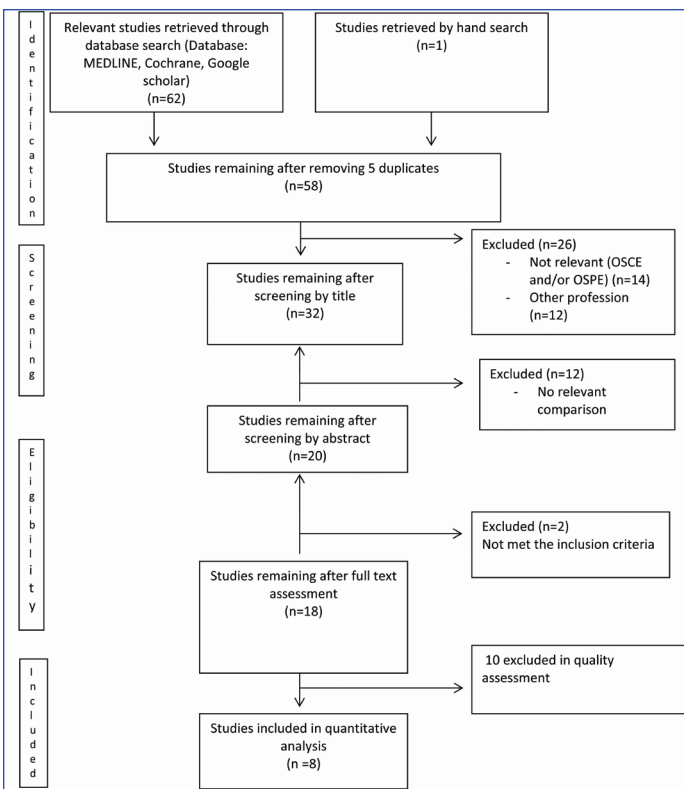 Identification
Relevant studies retrieved through
database search (Database:
MEDLINE, Cochrane, Google
scholar)
(n=62)
Studies retrieved by hand search
(n=1)
Studies remaining after removing 5 duplicates
(n=58)
Screening
Excluded (n=26)
- Not relevant (OSCE
and/or OSPE) (n=14)
- Other profession
(n=12)
Studies remaining after
screening by title
(n=32)
Excluded (n=12)
- No relevant
comparison
Studies remaining after
screening by abstract
(n=20)
Eligibility
Excluded (n=2)
Not met the inclusion criteria
Studies remaining after full text
assessment
(n=18)
10 excluded in quality
assessment
Included
Studies included in quantitative
analysis
(n =8)